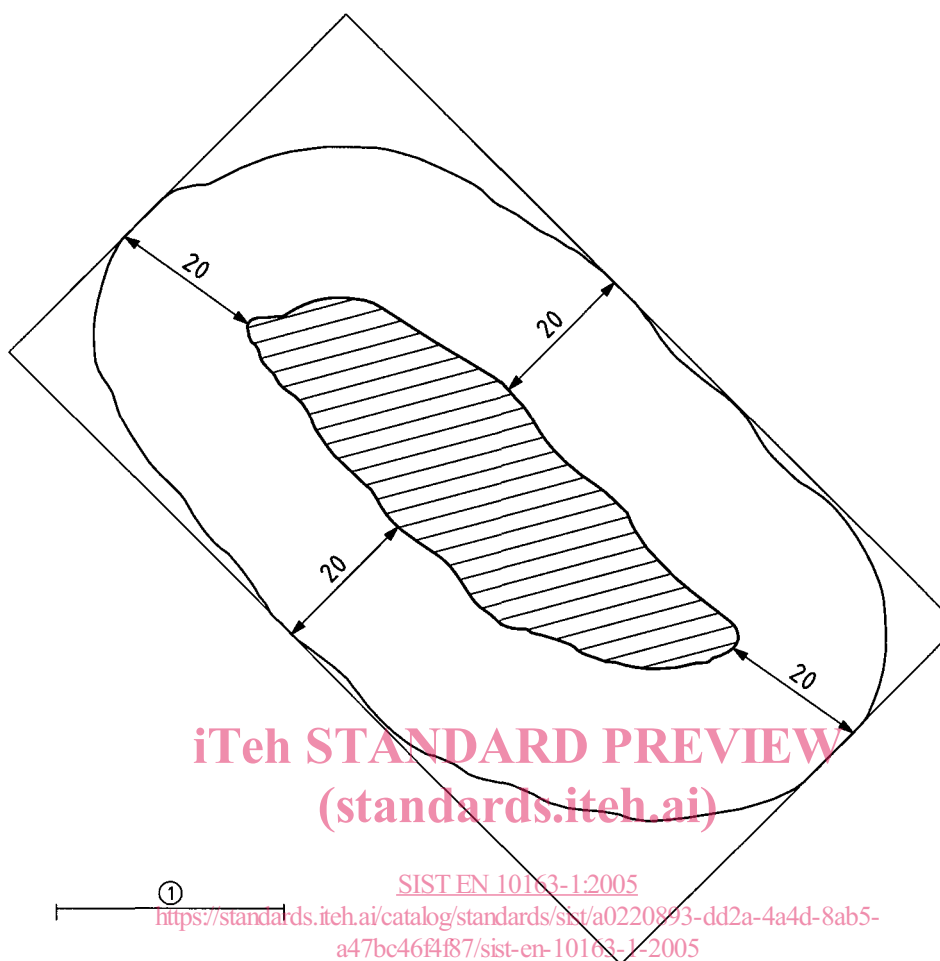 20
20
20
20
iTeh STANDARD PREVIEW
(standards.iteh.ai)
1
SIST EN 10163-1:2005
https://standards.iteh.ai/catalog/standards/sist/a0220893-dd2a-4a4d-8ab5-
a47bc46f4f87/sist-en-10163-1-2005